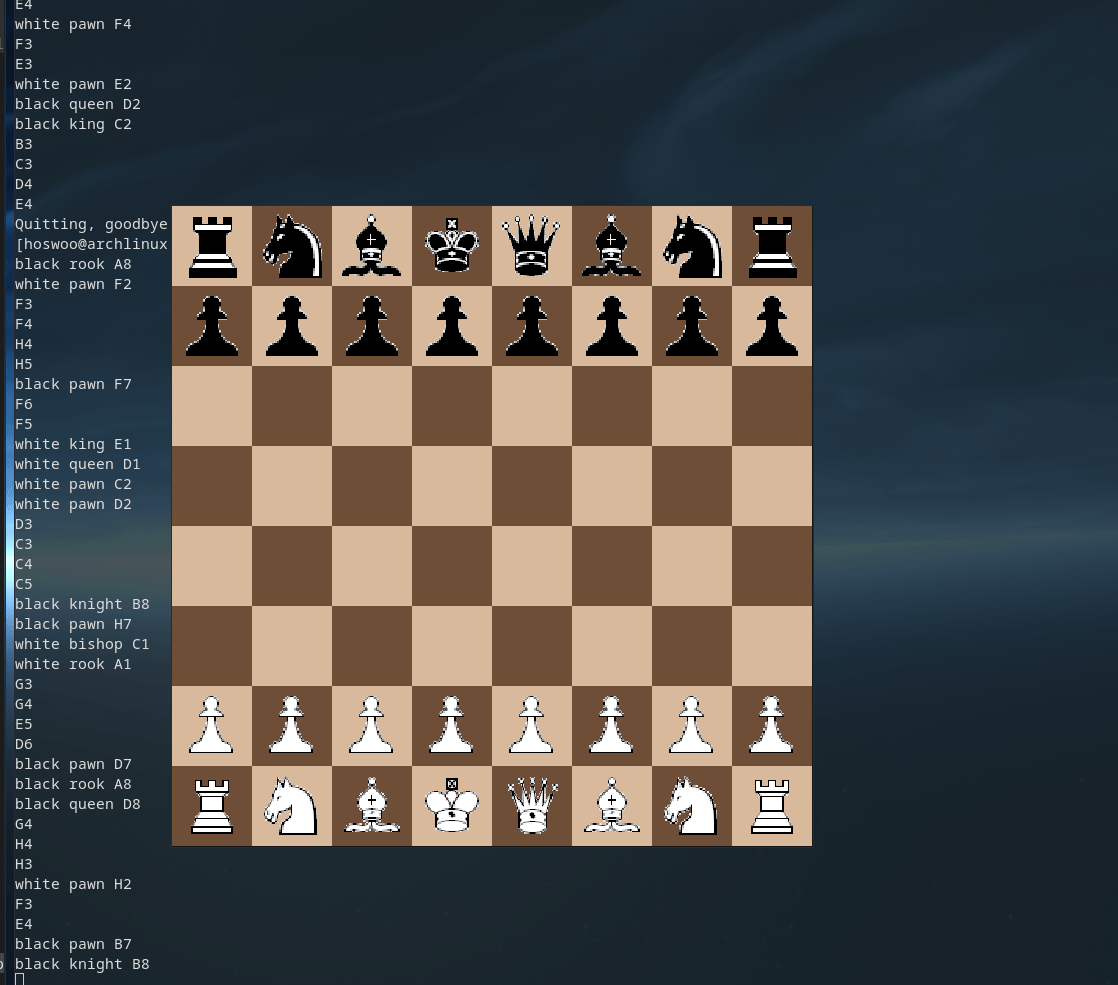 E4
white pawn F4
F3
E3
white pawn E2
black queen D2
black king C2
B3
C3
D4
E4
Quitting, goodbye
[hoswoo@archlinux
black rook A8
white pawn F2
F3
F4
H4
H5
black pawn F7
F6
F5
white king E1
white queen D1
white pawn C2
white pawn D2
D3
C3
C4
C5
black knight B8
black pawn H7
white bishop C1
white rook A1
G3
G4
E5
D6
black pawn D7
black rook A8
black queen D8
G4
H4
H3
white pawn H2
F3
E4
black pawn B7
black knight B8